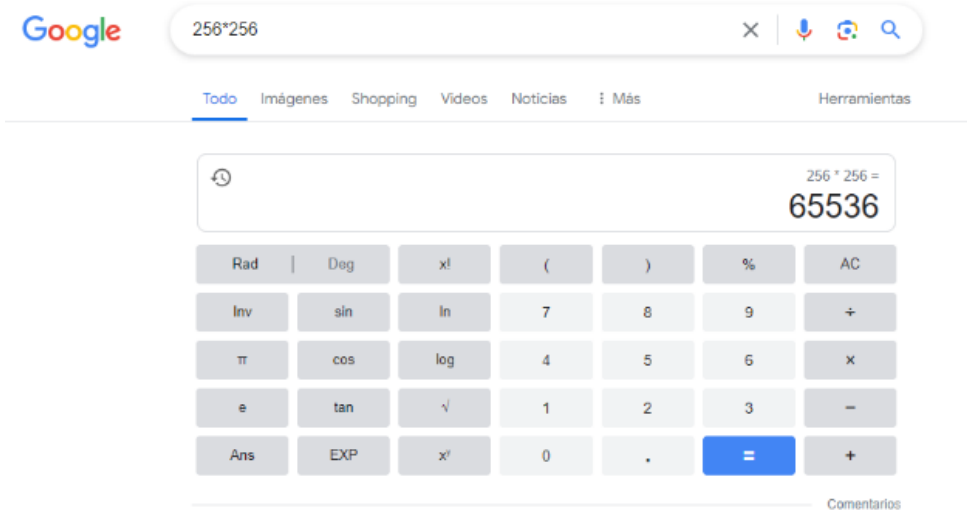 Google 256*256
Todo Imágenes Shopping Videos Noticias Más Herramientas
256 * 256 =
65536
Rad | Deg x! ( ) % AC
Inv sin ln 7 8 9 ÷
π cos log 4 5 6 ×
e tan √ 1 2 3 −
Ans EXP xʸ 0 . = +
Comentarios